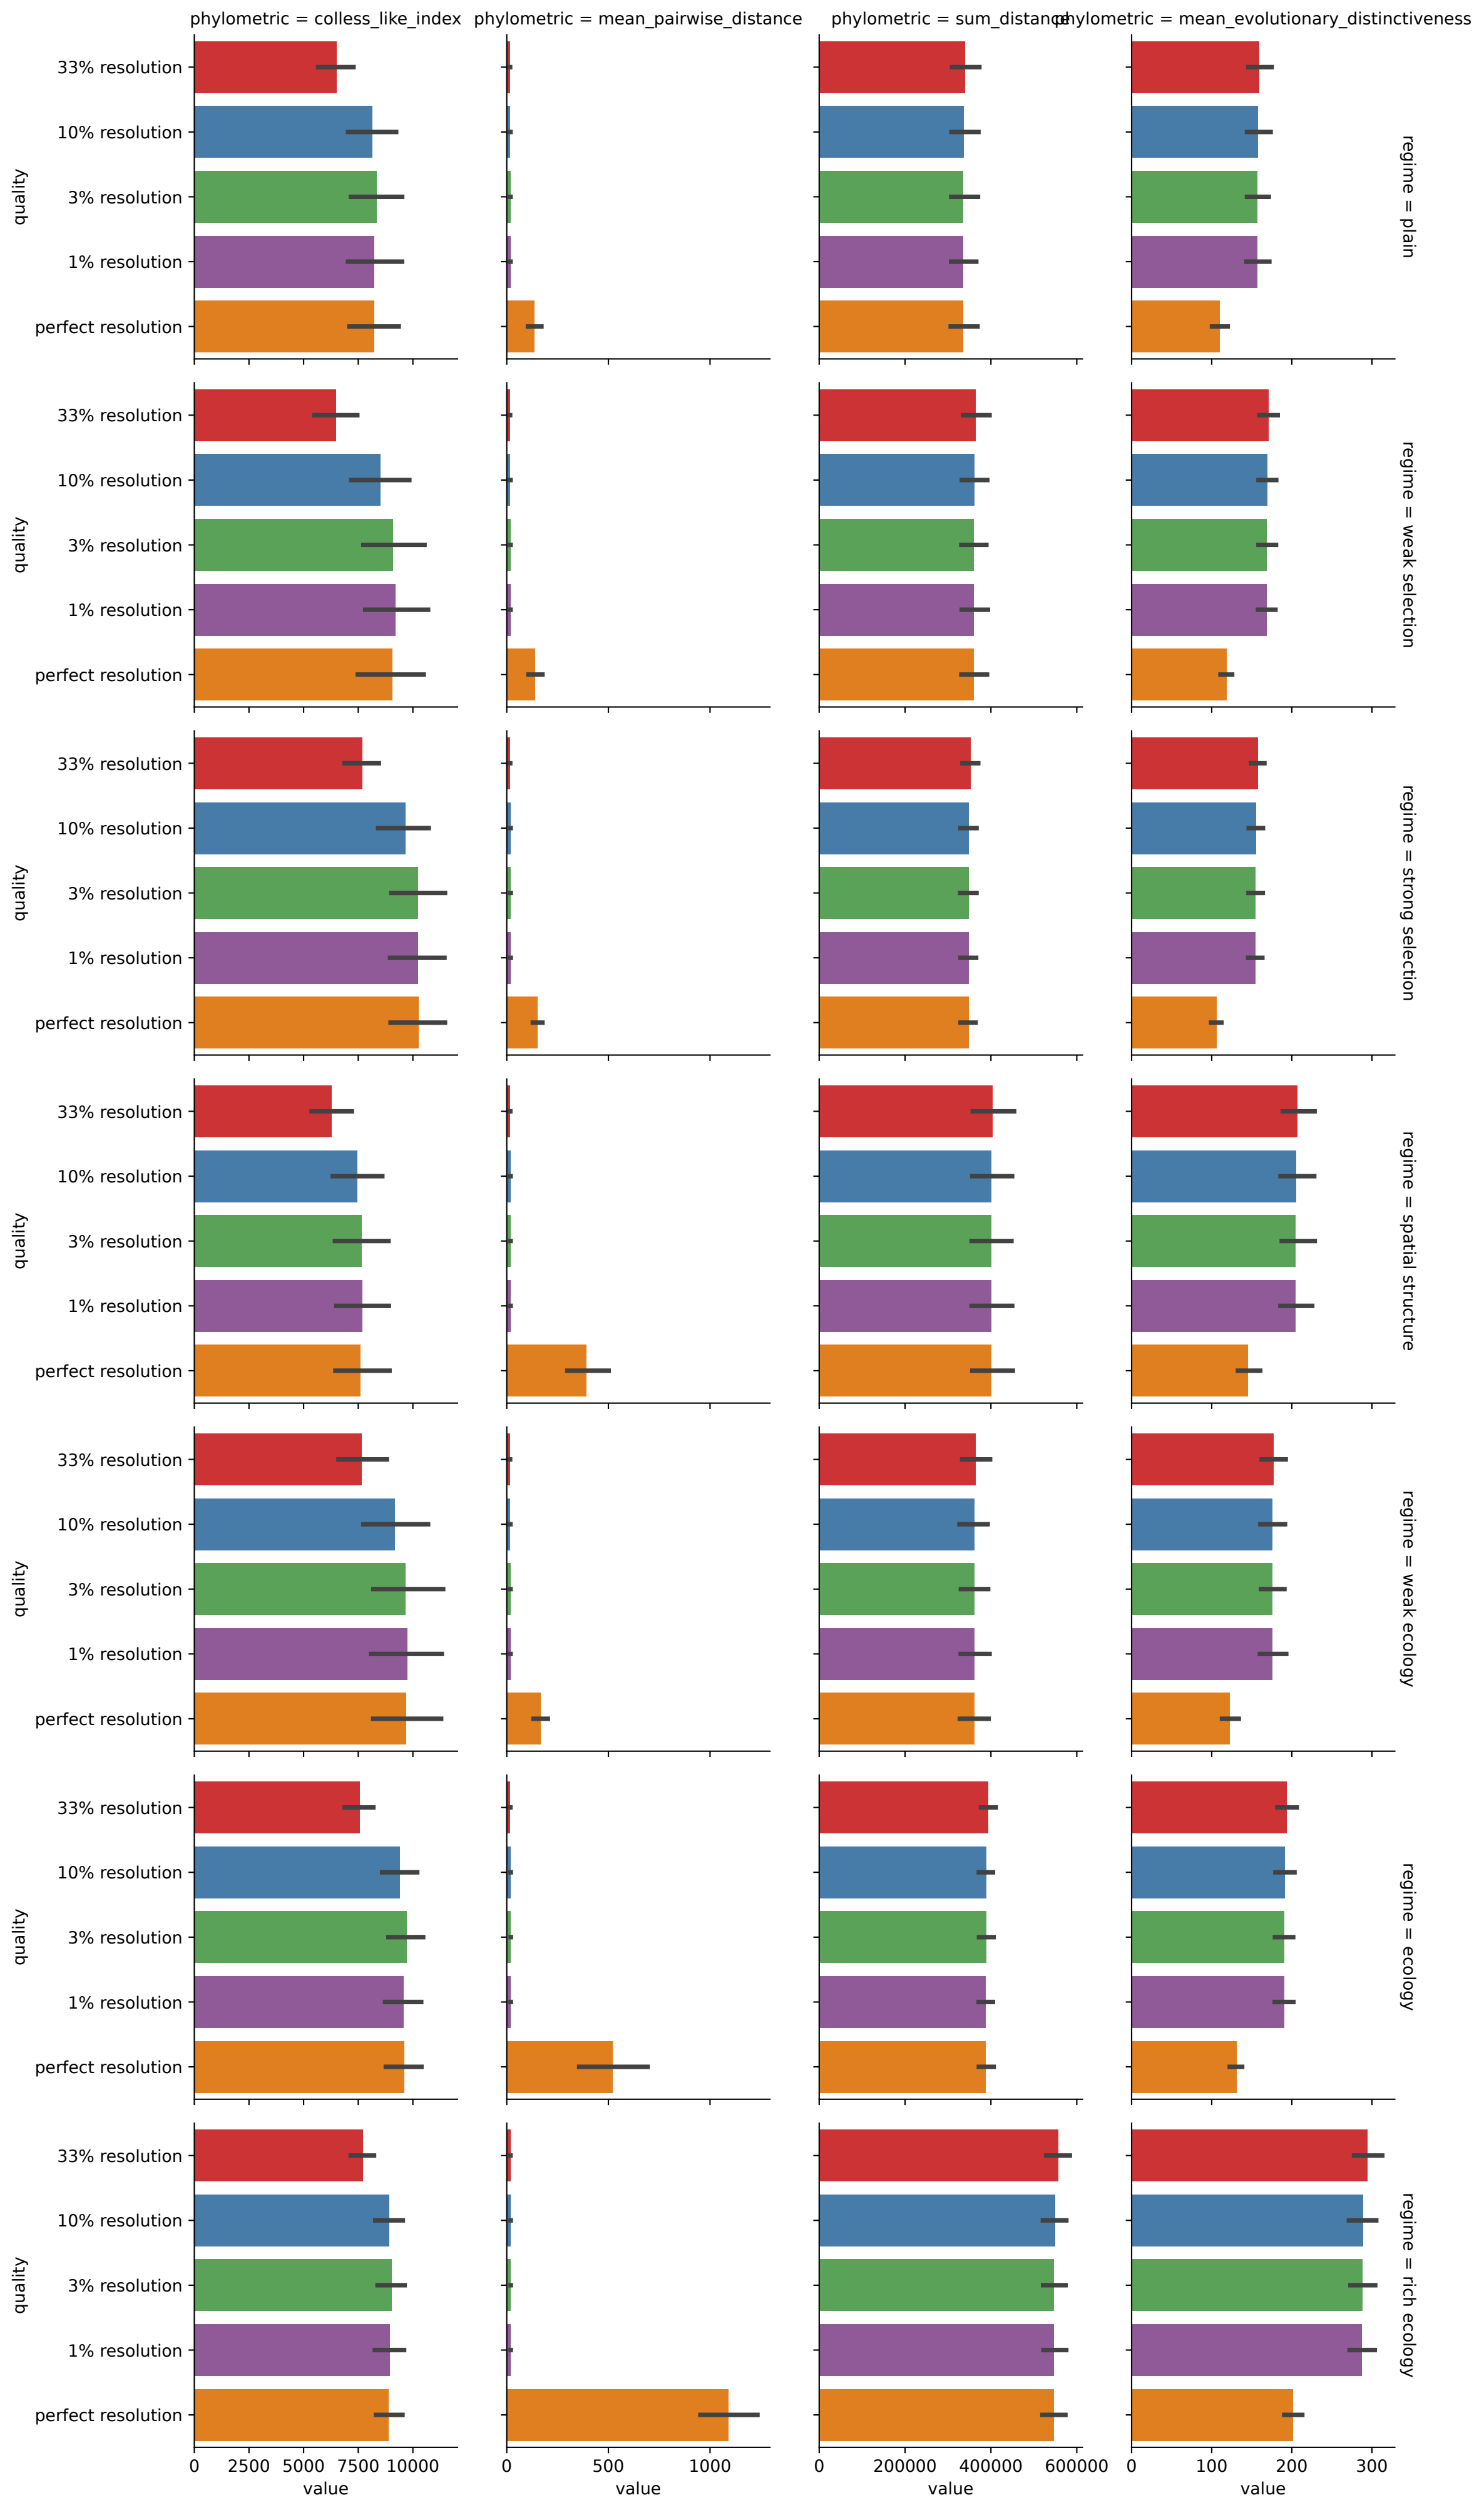 phylometric = colless_like_index
phylometric = mean_pairwise_distance
phylometric = sum_distance
phylometric = mean_evolutionary_distinctiveness
quality
33% resolution
10% resolution
3% resolution
1% resolution
perfect resolution
regime = plain
quality
33% resolution
10% resolution
3% resolution
1% resolution
perfect resolution
regime = weak selection
quality
33% resolution
10% resolution
3% resolution
1% resolution
perfect resolution
regime = strong selection
quality
33% resolution
10% resolution
3% resolution
1% resolution
perfect resolution
regime = spatial structure
quality
33% resolution
10% resolution
3% resolution
1% resolution
perfect resolution
regime = weak ecology
quality
33% resolution
10% resolution
3% resolution
1% resolution
perfect resolution
regime = ecology
quality
33% resolution
10% resolution
3% resolution
1% resolution
perfect resolution
regime = rich ecology
0 2500 5000 7500 10000
0 500 1000
0 200000 400000 600000
0 100 200 300
value
value
value
value